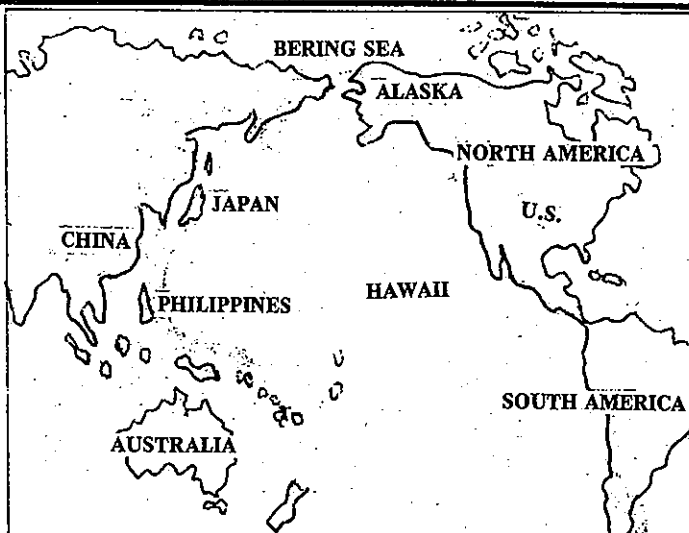 BERING SEA
ALASKA
NORTH AMERICA
JAPAN
U.S.
CHINA
HAWAII
PHILIPPINES
SOUTH AMERICA
AUSTRALIA